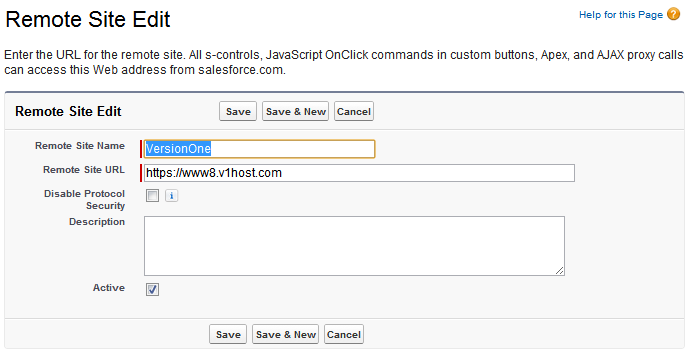 Remote Site Edit
Help for this Page ?
Enter the URL for the remote site. All s-controls, JavaScript OnClick commands in custom buttons, Apex, and AJAX proxy calls
can access this Web address from salesforce.com.
Remote Site Edit Save Save & New Cancel
Remote Site Name VersionOne
Remote Site URL https://www8.v1host.com
Disable Protocol
Security i
Description
Active
Save Save & New Cancel